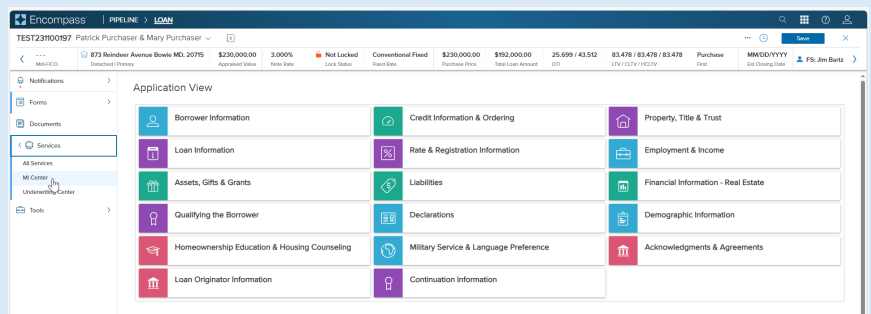 Encompass | PIPELINE > LOAN
TEST231100197 Patrick Purchaser & Mary Purchaser
Save
--- 873 Reindeer Avenue Bowie MD, 20715 $230,000.00 3.000% Not Locked Conventional Fixed $230,000.00 $192,000.00 25.699 / 43.512 83.478 / 83.478 / 83.478 Purchase MM/DD/YYYY FS: Jim Bartz
Mid-FICO Detached | Primary Appraised Value Note Rate Lock Status Fixed Rate Purchase Price Total Loan Amount DTI LTV / CLTV / HCLTV First Est Closing Date
Notifications
Forms
Documents
Services
All Services
MI Center
Underwriting Center
Tools
Application View
Borrower Information
Credit Information & Ordering
Property, Title & Trust
Loan Information
Rate & Registration Information
Employment & Income
Assets, Gifts & Grants
Liabilities
Financial Information - Real Estate
Qualifying the Borrower
Declarations
Demographic Information
Homeownership Education & Housing Counseling
Military Service & Language Preference
Acknowledgments & Agreements
Loan Originator Information
Continuation Information